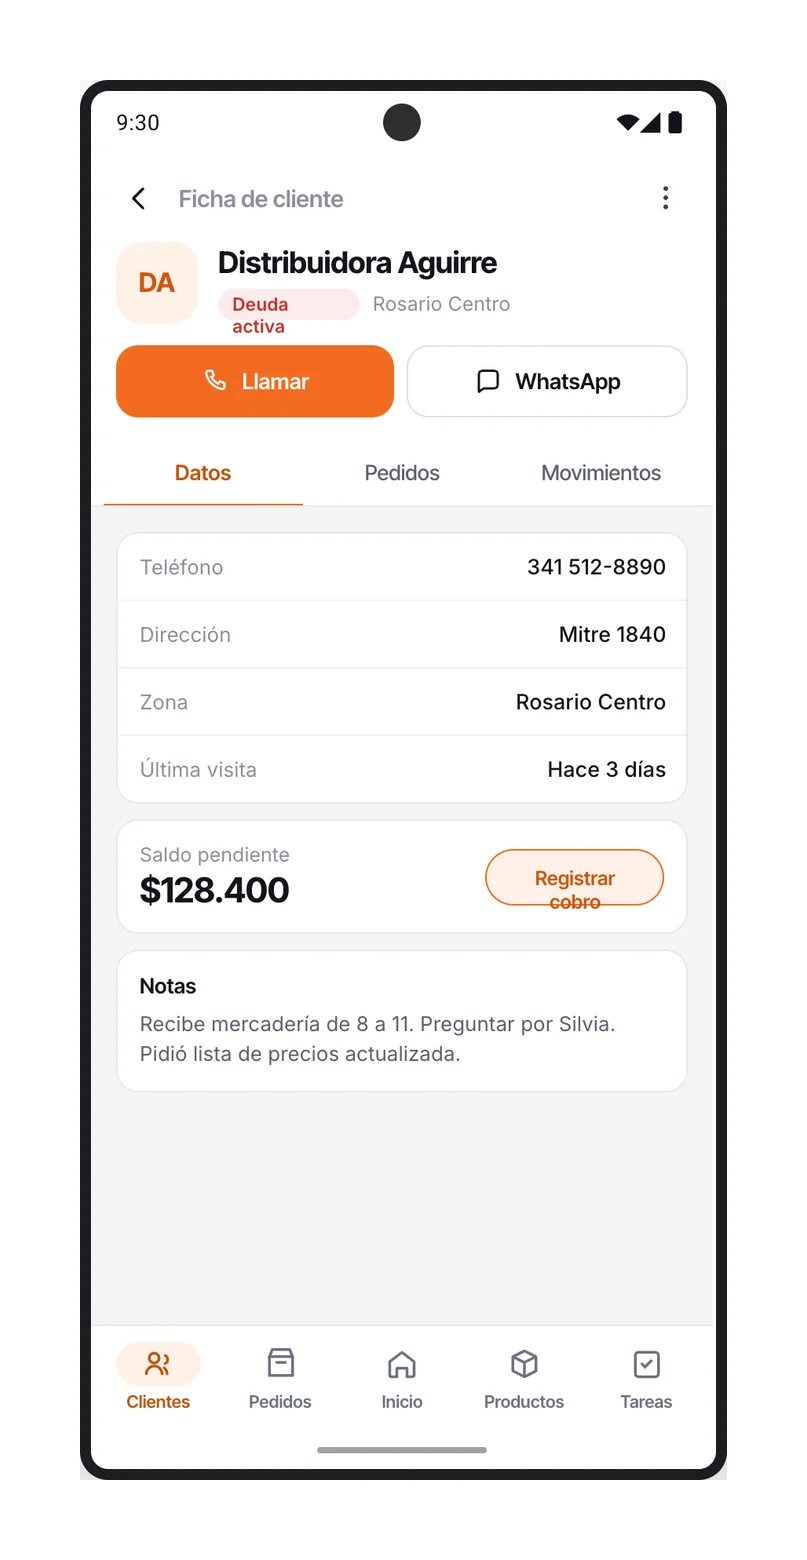 9:30
Ficha de cliente
DA
Distribuidora Aguirre
Deuda
activa
Rosario Centro
Llamar
WhatsApp
Datos
Pedidos
Movimientos
Teléfono
341 512-8890
Dirección
Mitre 1840
Zona
Rosario Centro
Última visita
Hace 3 días
Saldo pendiente
$128.400
Registrar
cobro
Notas
Recibe mercadería de 8 a 11. Preguntar por Silvia.
Pidió lista de precios actualizada.
Clientes
Pedidos
Inicio
Productos
Tareas